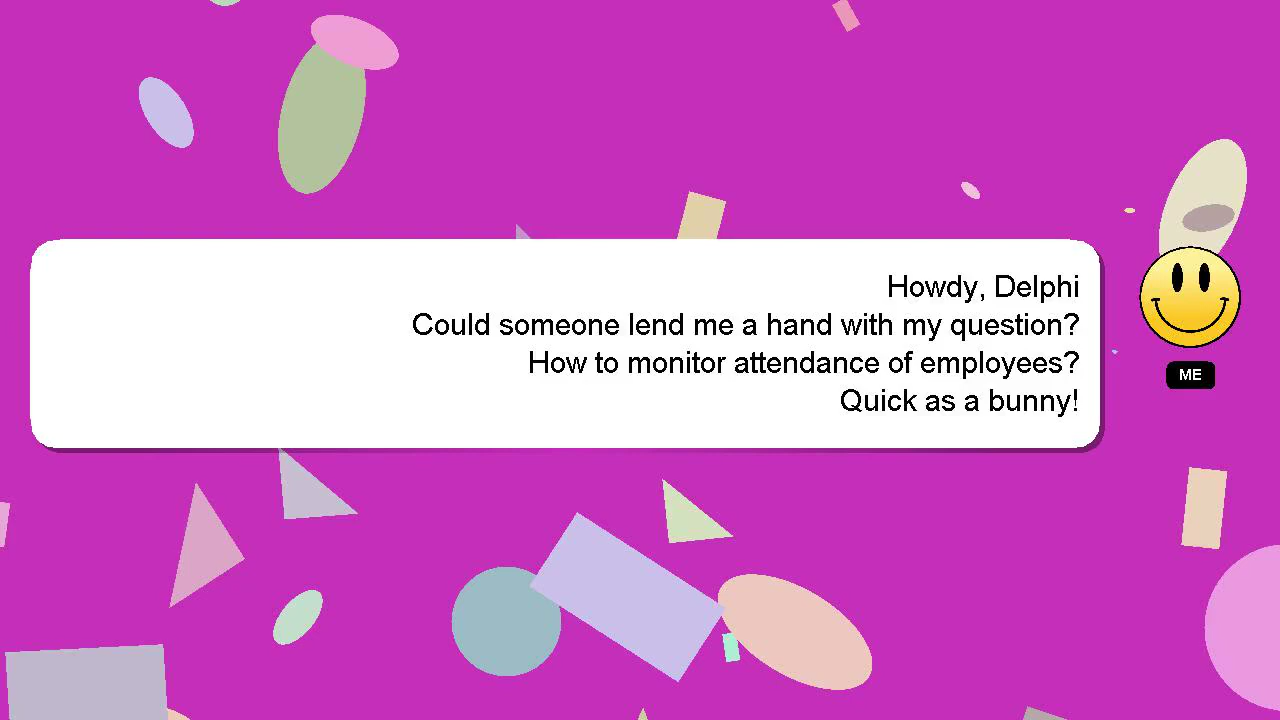 Howdy, Delphi
Could someone lend me a hand with my question?
How to monitor attendance of employees?
Quick as a bunny!
ME